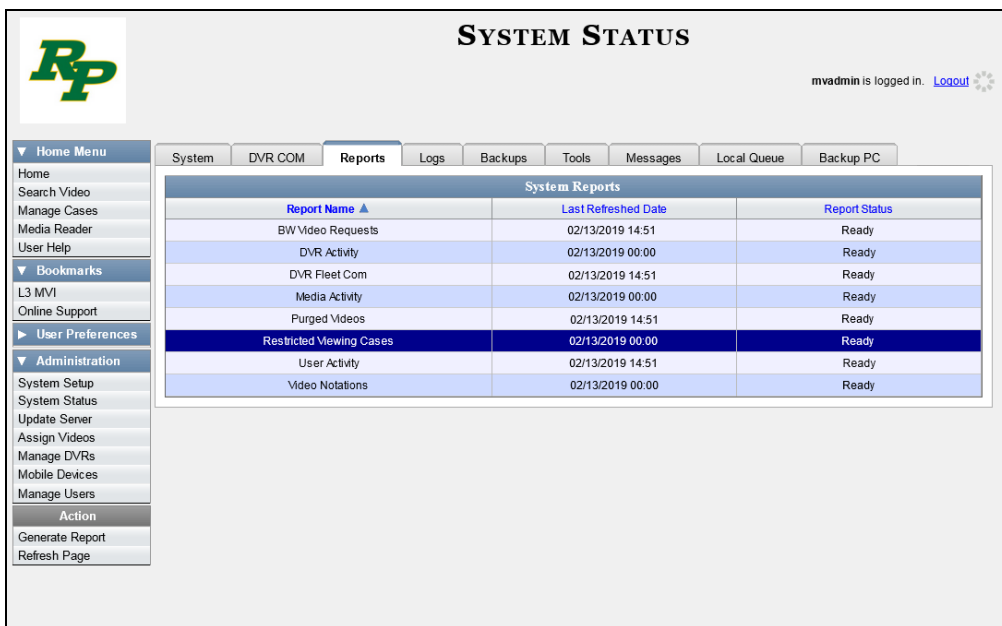 RP
SYSTEM STATUS
mvadmin is logged in. Logout
▼ Home Menu
Home
Search Video
Manage Cases
Media Reader
User Help
▼ Bookmarks
L3 MVI
Online Support
► User Preferences
▼ Administration
System Setup
System Status
Update Server
Assign Videos
Manage DVRs
Mobile Devices
Manage Users
Action
Generate Report
Refresh Page
System DVR COM Reports Logs Backups Tools Messages Local Queue Backup PC
System Reports
Report Name ▲ Last Refreshed Date Report Status
BW Video Requests 02/13/2019 14:51 Ready
DVR Activity 02/13/2019 00:00 Ready
DVR Fleet Com 02/13/2019 14:51 Ready
Media Activity 02/13/2019 00:00 Ready
Purged Videos 02/13/2019 14:51 Ready
Restricted Viewing Cases 02/13/2019 00:00 Ready
User Activity 02/13/2019 14:51 Ready
Video Notations 02/13/2019 00:00 Ready